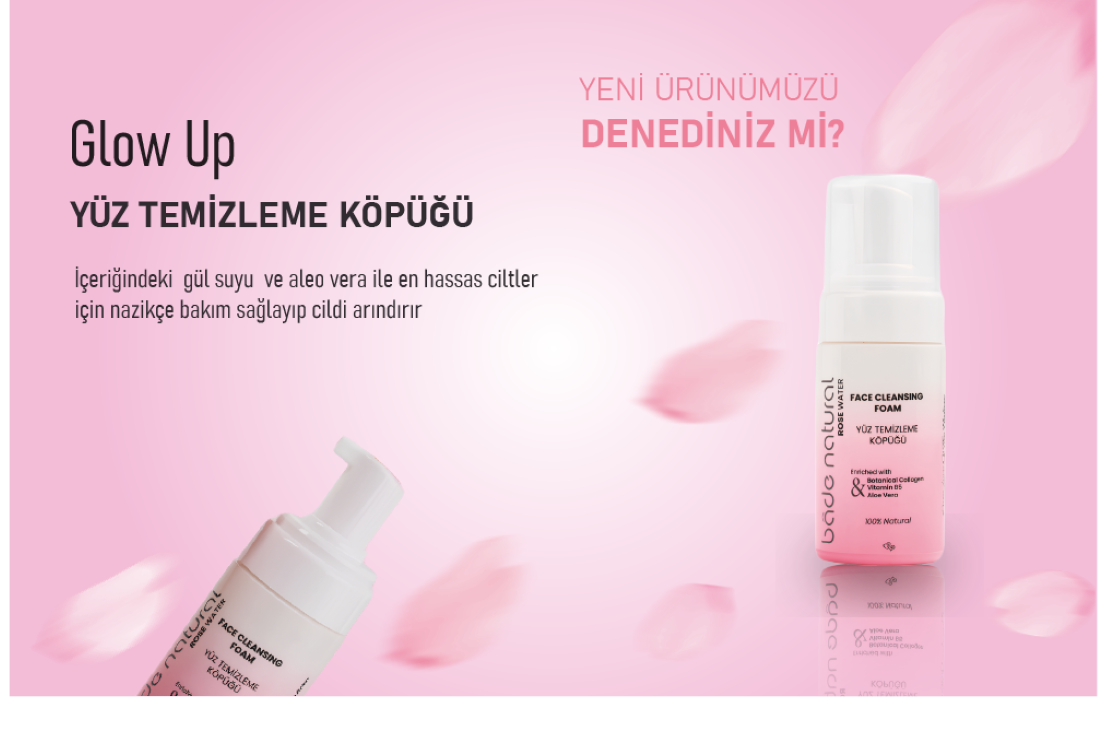 YENİ ÜRÜNÜMÜZÜ
DENEDİNİZ Mİ?
Glow Up
YÜZ TEMİZLEME KÖPÜĞÜ
İçeriğindeki gül suyu ve aleo vera ile en hassas ciltler
için nazikçe bakım sağlayıp cildi arındırır
bade natural
ROSE WATER
FACE CLEANSING
FOAM
YÜZ TEMİZLEME
KÖPÜĞÜ
Enriched with
& Botanical Collagen
Vitamin B5
Aloe Vera
100% Natural
de natural
ROSE WATER
FACE CLEANSING
FOAM
YÜZ TEMİZLEME
KÖPÜĞÜ